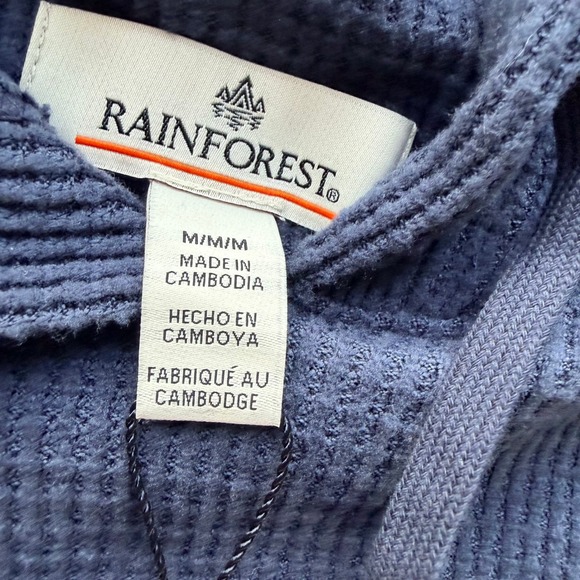 RAINFOREST®
M/M/M
MADE IN
CAMBODIA
HECHO EN
CAMBOYA
FABRIQUÉ AU
CAMBODGE